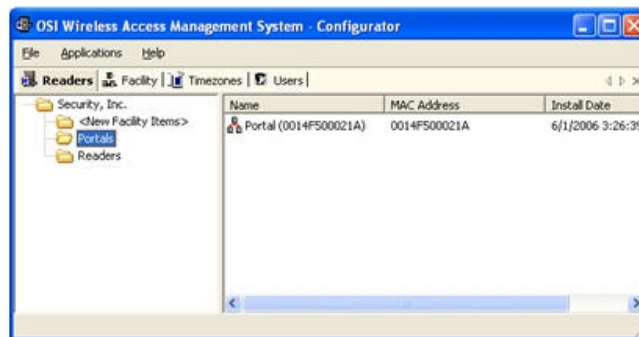 OSI Wireless Access Management System - Configurator
File Applications Help
Readers Facility Timezones Users
Security, Inc.
<New Facility Items>
Portals
Readers
Name MAC Address Install Date
Portal (0014F500021A) 0014F500021A 6/1/2006 3:26:39